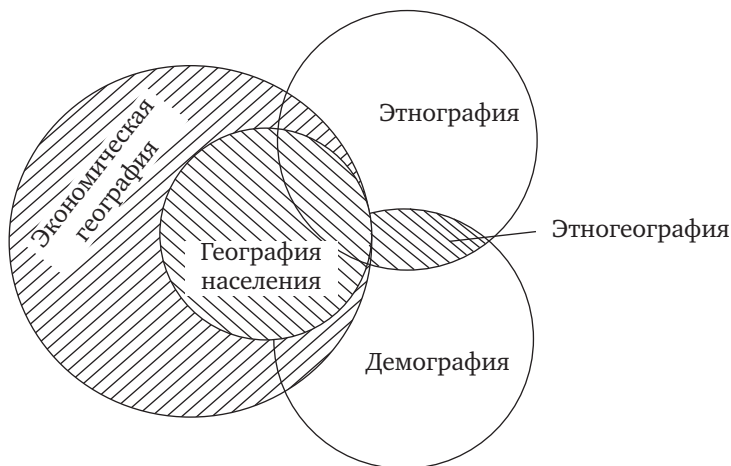 Этнография
Экономическая
география
Этногеография
География
населения
Демография